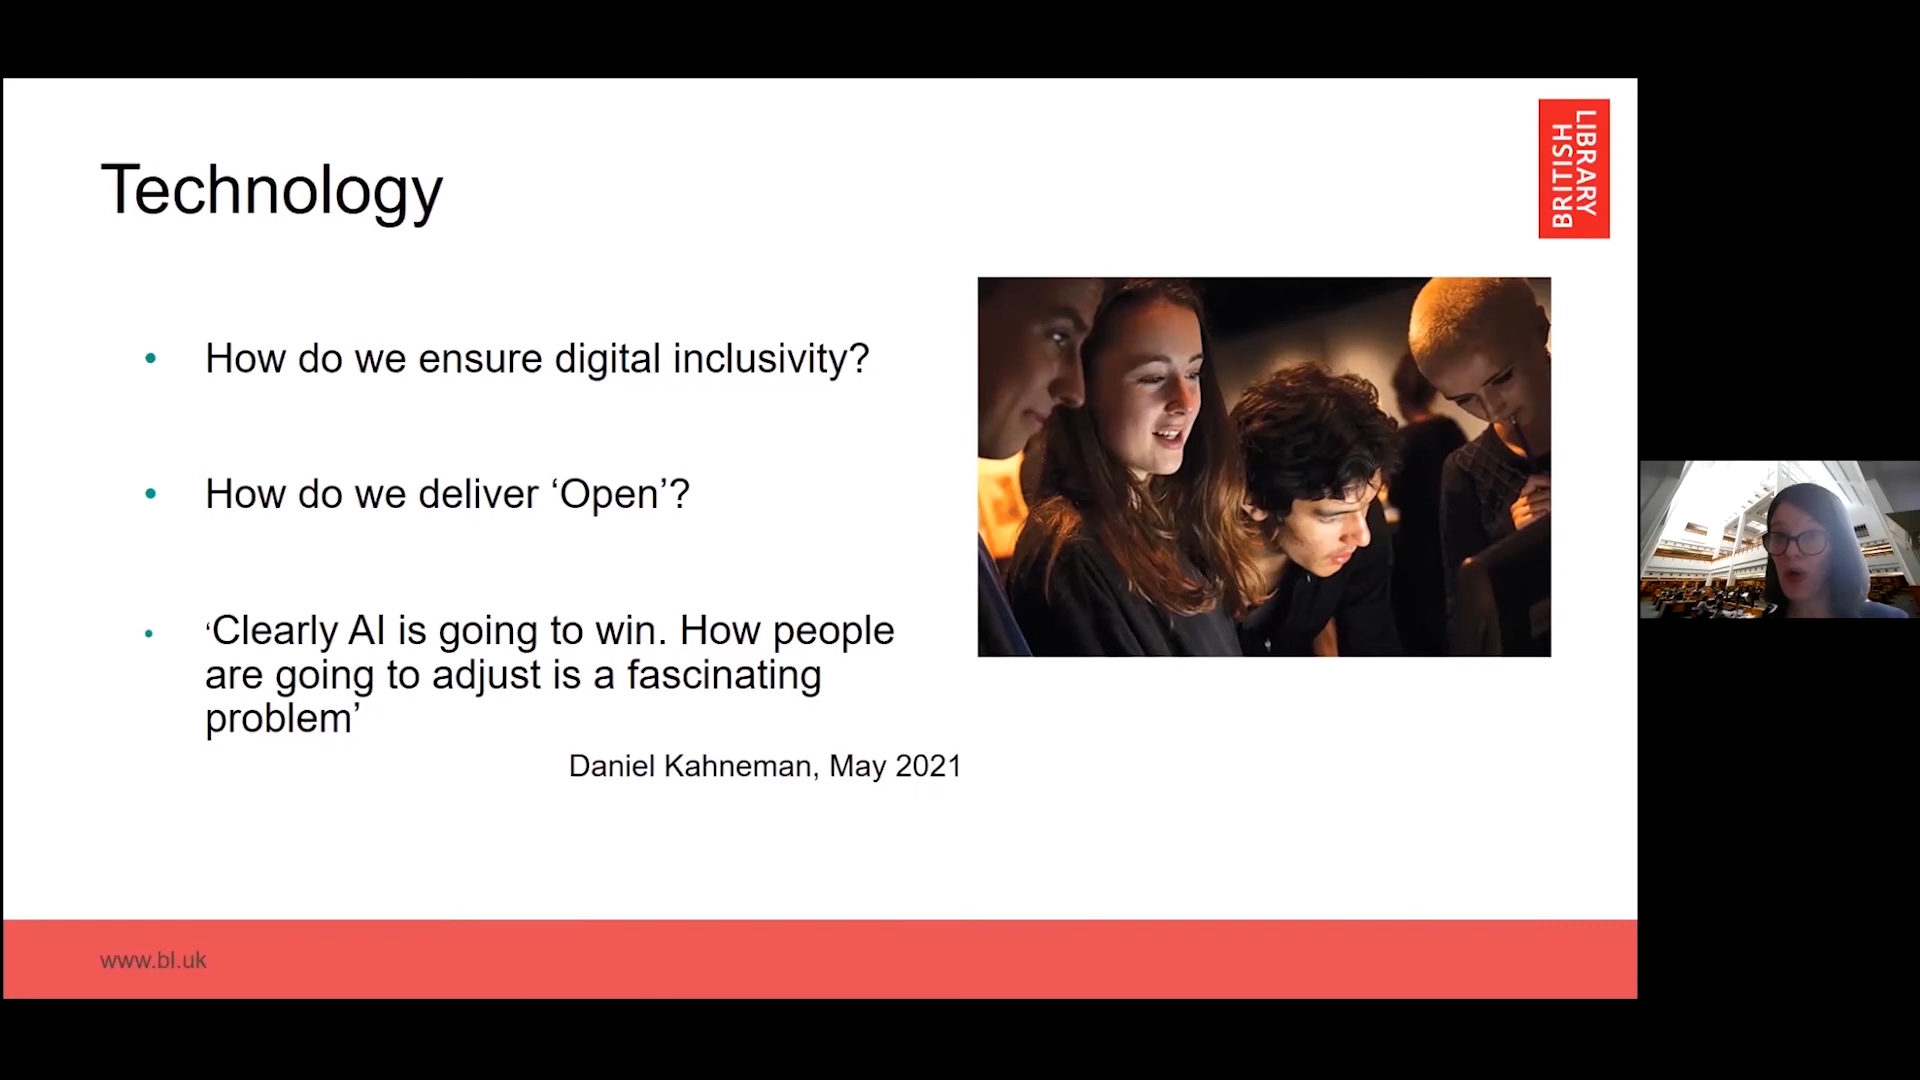 Technology
LIBRARY
BRITISH
• How do we ensure digital inclusivity?
• How do we deliver ‘Open’?
• ‘Clearly AI is going to win. How people
are going to adjust is a fascinating
problem’
Daniel Kahneman, May 2021
www.bl.uk